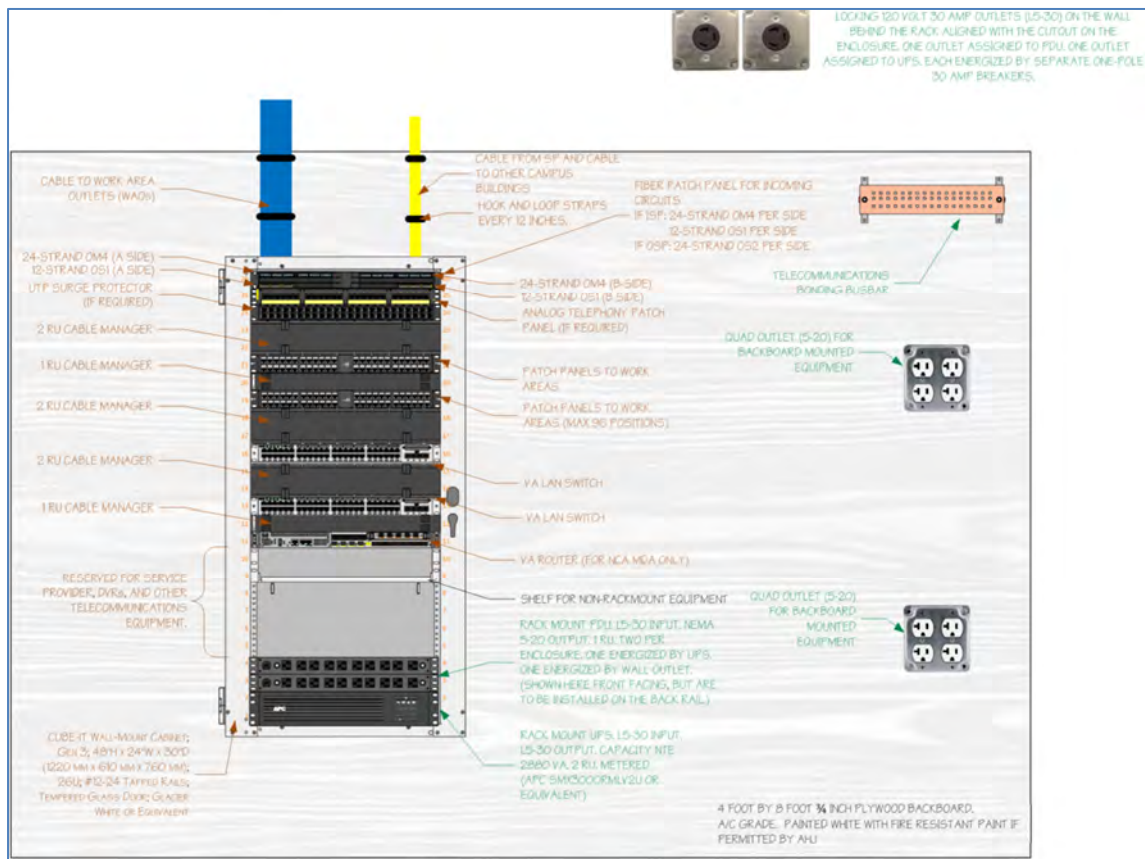 LOCKING 120 VOLT 30 AMP OUTLETS (L5-30) ON THE WALL
BEHIND THE RACK ALIGNED WITH THE CUTOUT ON THE
ENCLOSURE. ONE OUTLET ASSIGNED TO PDU. ONE OUTLET
ASSIGNED TO UPS. EACH ENERGIZED BY SEPARATE ONE-POLE
30 AMP BREAKERS.
CABLE TO WORK AREA
OUTLETS (WAOs)
CABLE FROM SP AND CABLE
TO OTHER CAMPUS
BUILDINGS
HOOK AND LOOP STRAPS
EVERY 12 INCHES.
FIBER PATCH PANEL FOR INCOMING
CIRCUITS
IF ISP: 24-STRAND OM4 PER SIDE
12-STRAND OS1 PER SIDE
IF OSP: 24-STRAND OS2 PER SIDE
TELECOMMUNICATIONS
BONDING BUSBAR
24-STRAND OM4 (A SIDE)
12-STRAND OS1 (A SIDE)
UTP SURGE PROTECTOR
(IF REQUIRED)
24-STRAND OM4 (B-SIDE)
12-STRAND OS1 (B SIDE)
ANALOG TELEPHONY PATCH
PANEL (IF REQUIRED)
2 RU CABLE MANAGER
1 RU CABLE MANAGER
2 RU CABLE MANAGER
2 RU CABLE MANAGER
1 RU CABLE MANAGER
PATCH PANELS TO WORK
AREAS
PATCH PANELS TO WORK
AREAS (MAX 96 POSITIONS)
VA LAN SWITCH
VA LAN SWITCH
VA ROUTER (FOR NCA MDA ONLY)
QUAD OUTLET (5-20) FOR
BACKBOARD MOUNTED
EQUIPMENT
RESERVED FOR SERVICE
PROVIDER, DVRs, AND OTHER
TELECOMMUNICATIONS
EQUIPMENT.
SHELF FOR NON-RACKMOUNT EQUIPMENT
QUAD OUTLET (5-20)
FOR BACKBOARD
MOUNTED
EQUIPMENT
RACK MOUNT PDU. L5-30 INPUT. NEMA
5-20 OUTPUT. 1 RU. TWO PER
ENCLOSURE. ONE ENERGIZED BY UPS.
ONE ENERGIZED BY WALL OUTLET.
(SHOWN HERE FRONT FACING, BUT ARE
TO BE INSTALLED ON THE BACK RAIL.)
APC
RACK MOUNT UPS. L5-30 INPUT.
L5-30 OUTPUT. CAPACITY NTE
2880 VA. 2 RU. METERED
(APC SMX3000RMLV2U OR
EQUIVALENT)
CUBE-IT WALL-MOUNT CABINET;
GEN 3; 48"H x 24"W x 30"D
(1220 MM x 610 MM x 760 MM);
26U; #12-24 TAPPED RAILS;
TEMPERED GLASS DOOR; GLACIER
WHITE OR EQUIVALENT
4 FOOT BY 8 FOOT ¾ INCH PLYWOOD BACKBOARD.
A/C GRADE. PAINTED WHITE WITH FIRE RESISTANT PAINT IF
PERMITTED BY AHJ